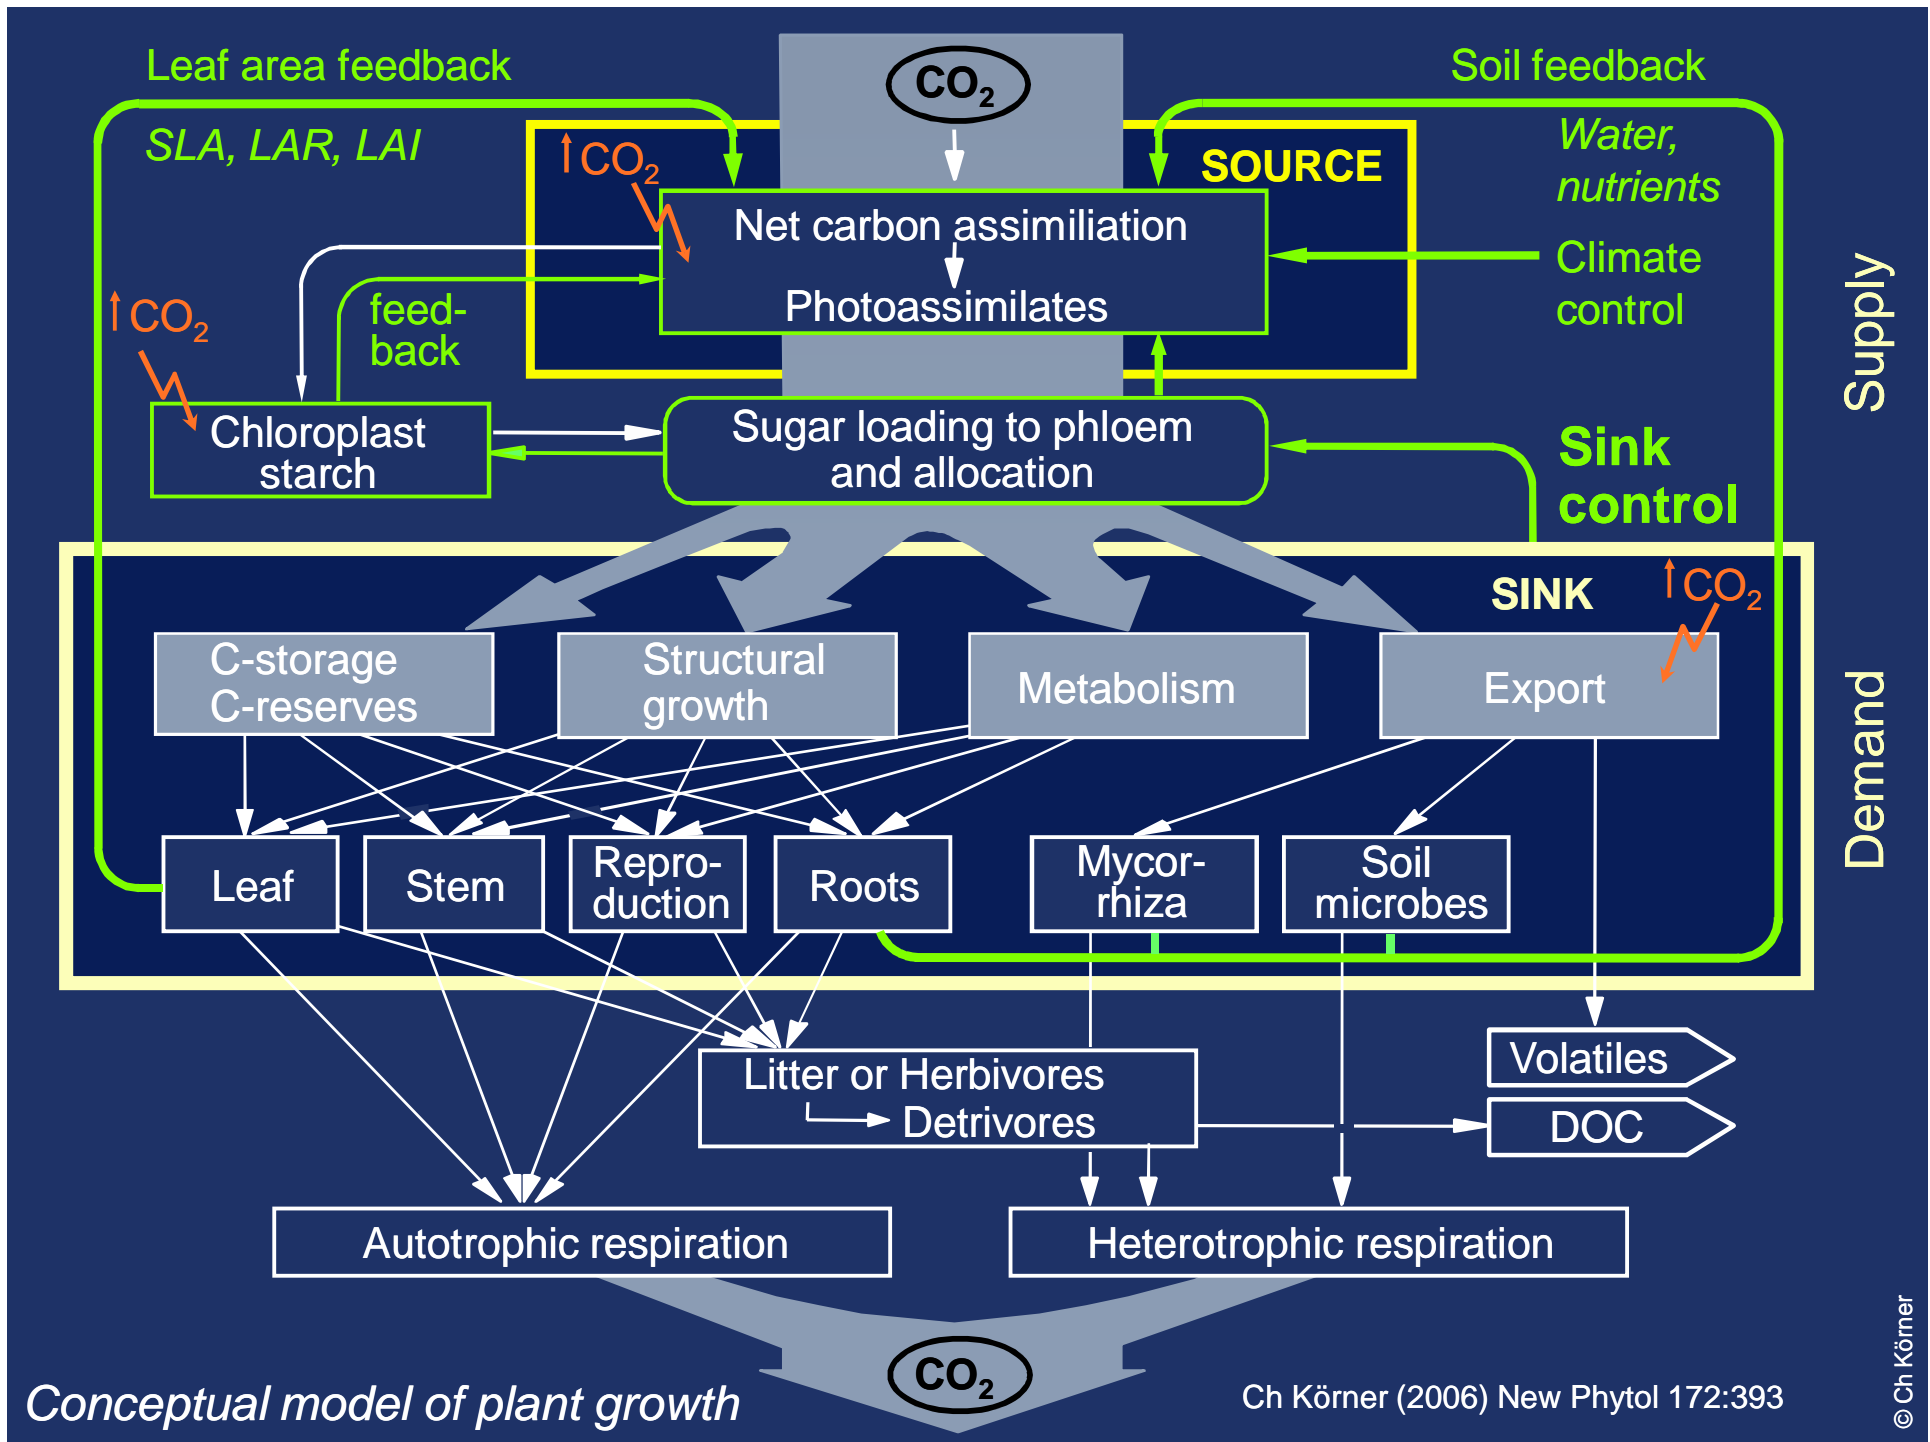 Leaf area feedback
SLA, LAR, LAI
CO₂
Soil feedback
Water,
nutrients
↑CO₂
SOURCE
Net carbon assimiliation
Photoassimilates
Climate
control
Supply
↑CO₂
feed-
back
Chloroplast
starch
Sugar loading to phloem
and allocation
Sink
control
SINK
↑CO₂
C-storage
C-reserves
Structural
growth
Metabolism
Export
Demand
Leaf
Stem
Repro-
duction
Roots
Mycor-
rhiza
Soil
microbes
Litter or Herbivores
Detrivores
Volatiles
DOC
Autotrophic respiration
Heterotrophic respiration
CO₂
Conceptual model of plant growth
Ch Körner (2006) New Phytol 172:393
© Ch Körner